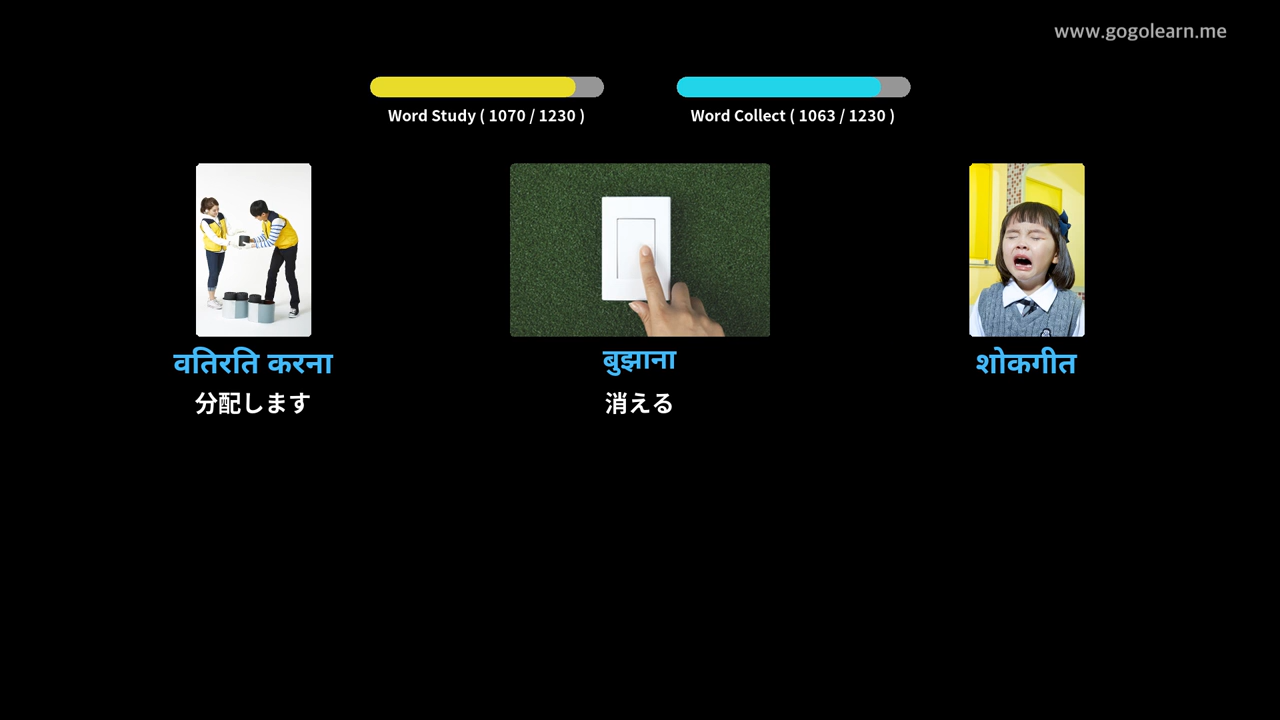 www.gogolearn.me
Word Study ( 1070 / 1230 )
Word Collect ( 1063 / 1230 )
वतिरति करना
बुझाना
शोकगीत
分配します
消える